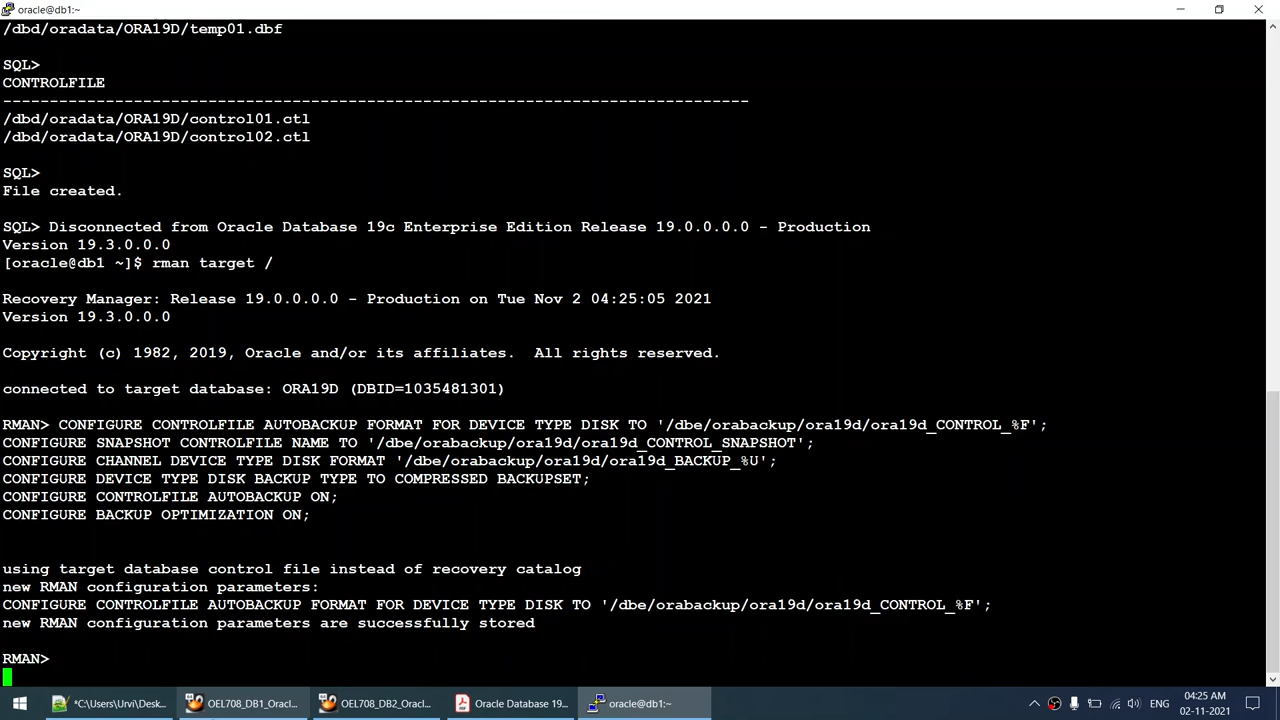 oracle@db1:~
/dbd/oradata/ORA19D/temp01.dbf
SQL>
CONTROLFILE
--------------------------------------------------------------------------------
/dbd/oradata/ORA19D/control01.ctl
/dbd/oradata/ORA19D/control02.ctl
SQL>
File created.
SQL> Disconnected from Oracle Database 19c Enterprise Edition Release 19.0.0.0.0 - Production
Version 19.3.0.0.0
[oracle@db1 ~]$ rman target /
Recovery Manager: Release 19.0.0.0.0 - Production on Tue Nov 2 04:25:05 2021
Version 19.3.0.0.0
Copyright (c) 1982, 2019, Oracle and/or its affiliates.  All rights reserved.
connected to target database: ORA19D (DBID=1035481301)
RMAN> CONFIGURE CONTROLFILE AUTOBACKUP FORMAT FOR DEVICE TYPE DISK TO '/dbe/orabackup/ora19d/ora19d_CONTROL_%F';
CONFIGURE SNAPSHOT CONTROLFILE NAME TO '/dbe/orabackup/ora19d/ora19d_CONTROL_SNAPSHOT';
CONFIGURE CHANNEL DEVICE TYPE DISK FORMAT '/dbe/orabackup/ora19d/ora19d_BACKUP_%U';
CONFIGURE DEVICE TYPE DISK BACKUP TYPE TO COMPRESSED BACKUPSET;
CONFIGURE CONTROLFILE AUTOBACKUP ON;
CONFIGURE BACKUP OPTIMIZATION ON;
using target database control file instead of recovery catalog
new RMAN configuration parameters:
CONFIGURE CONTROLFILE AUTOBACKUP FORMAT FOR DEVICE TYPE DISK TO '/dbe/orabackup/ora19d/ora19d_CONTROL_%F';
new RMAN configuration parameters are successfully stored
RMAN>
*C:\Users\Urvi\Desk... OEL708_DB1_Oracl... OEL708_DB2_Oracl... Oracle Database 19... oracle@db1:~ ENG 04:25 AM
02-11-2021